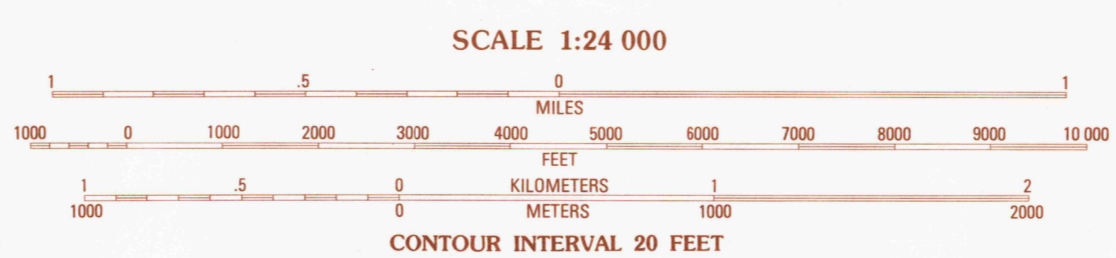 SCALE 1:24 000
1 .5 0 1
MILES
1000 0 1000 2000 3000 4000 5000 6000 7000 8000 9000 10 000
FEET
1 .5 0 KILOMETERS 1 2
1000 0 METERS 1000 2000
CONTOUR INTERVAL 20 FEET